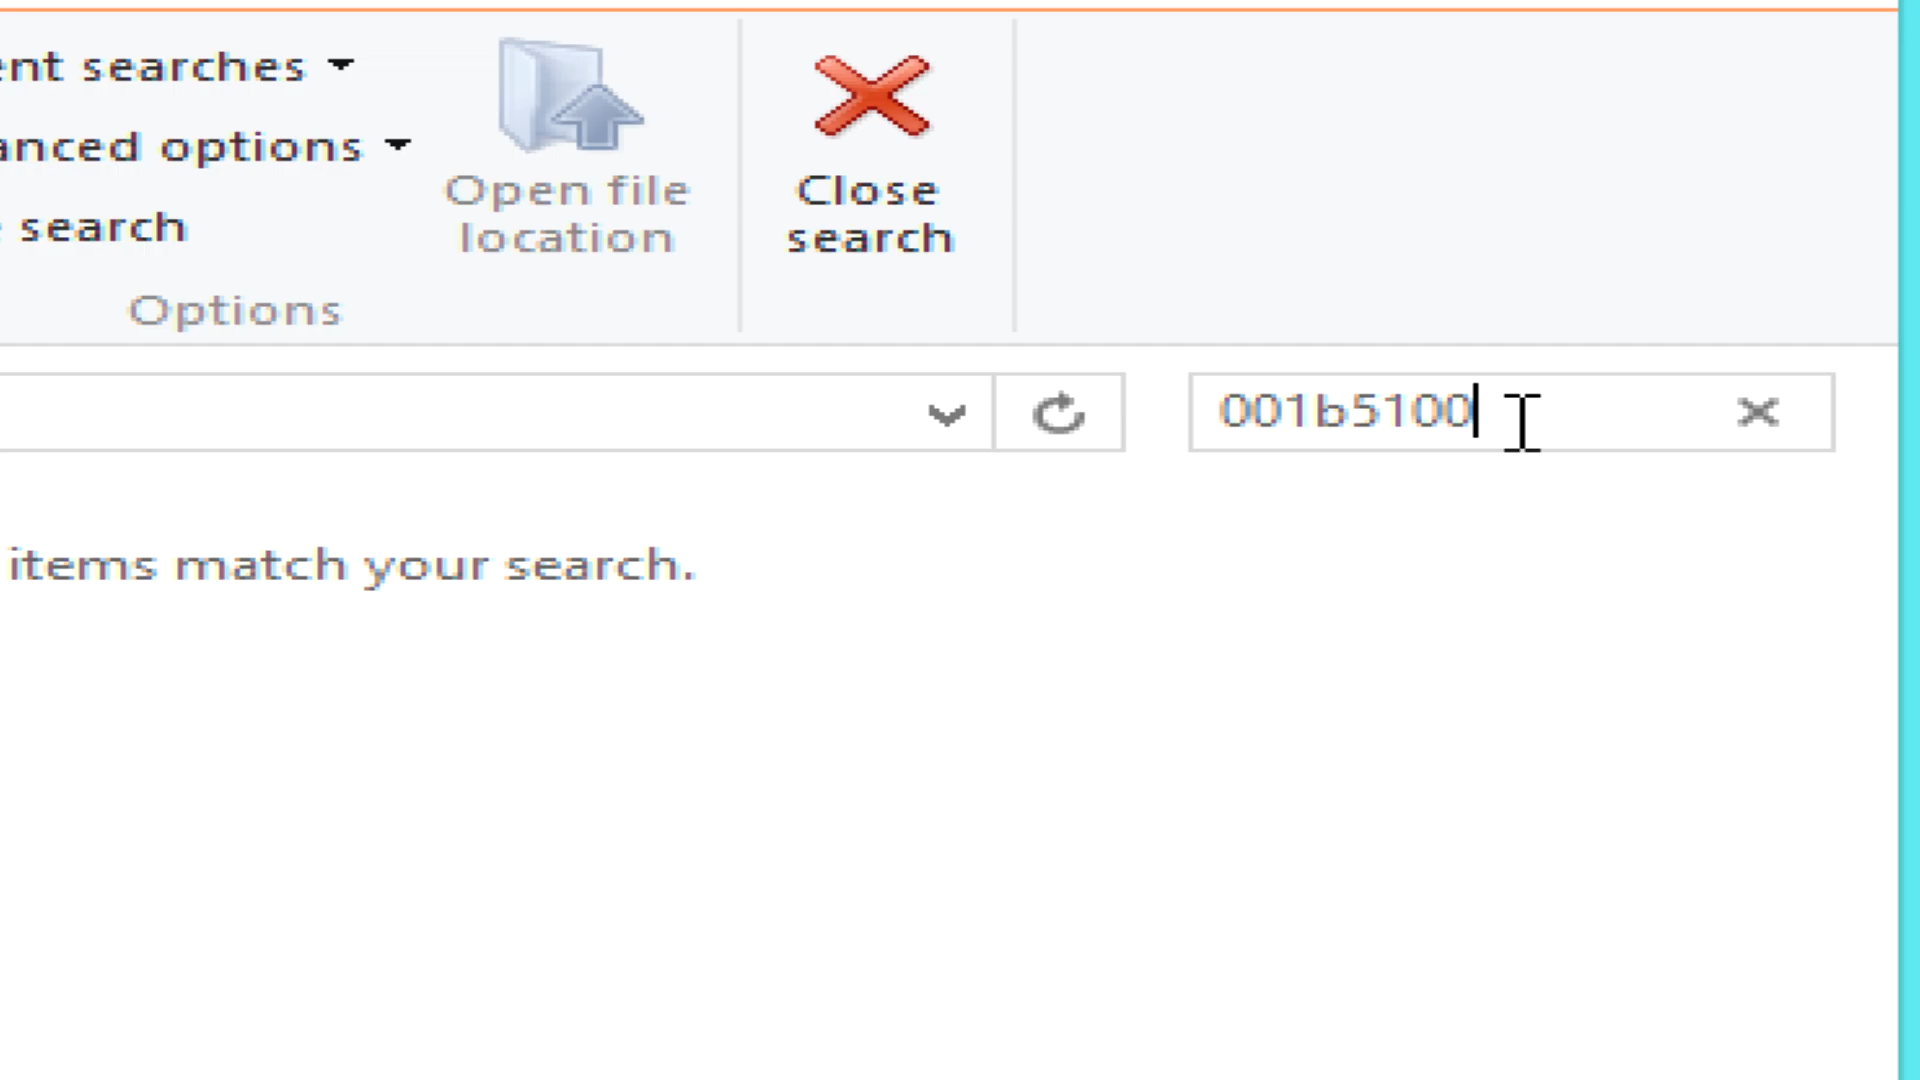 ent searches
anced options
search
Open file
location
Close
search
Options
001b5100
items match your search.